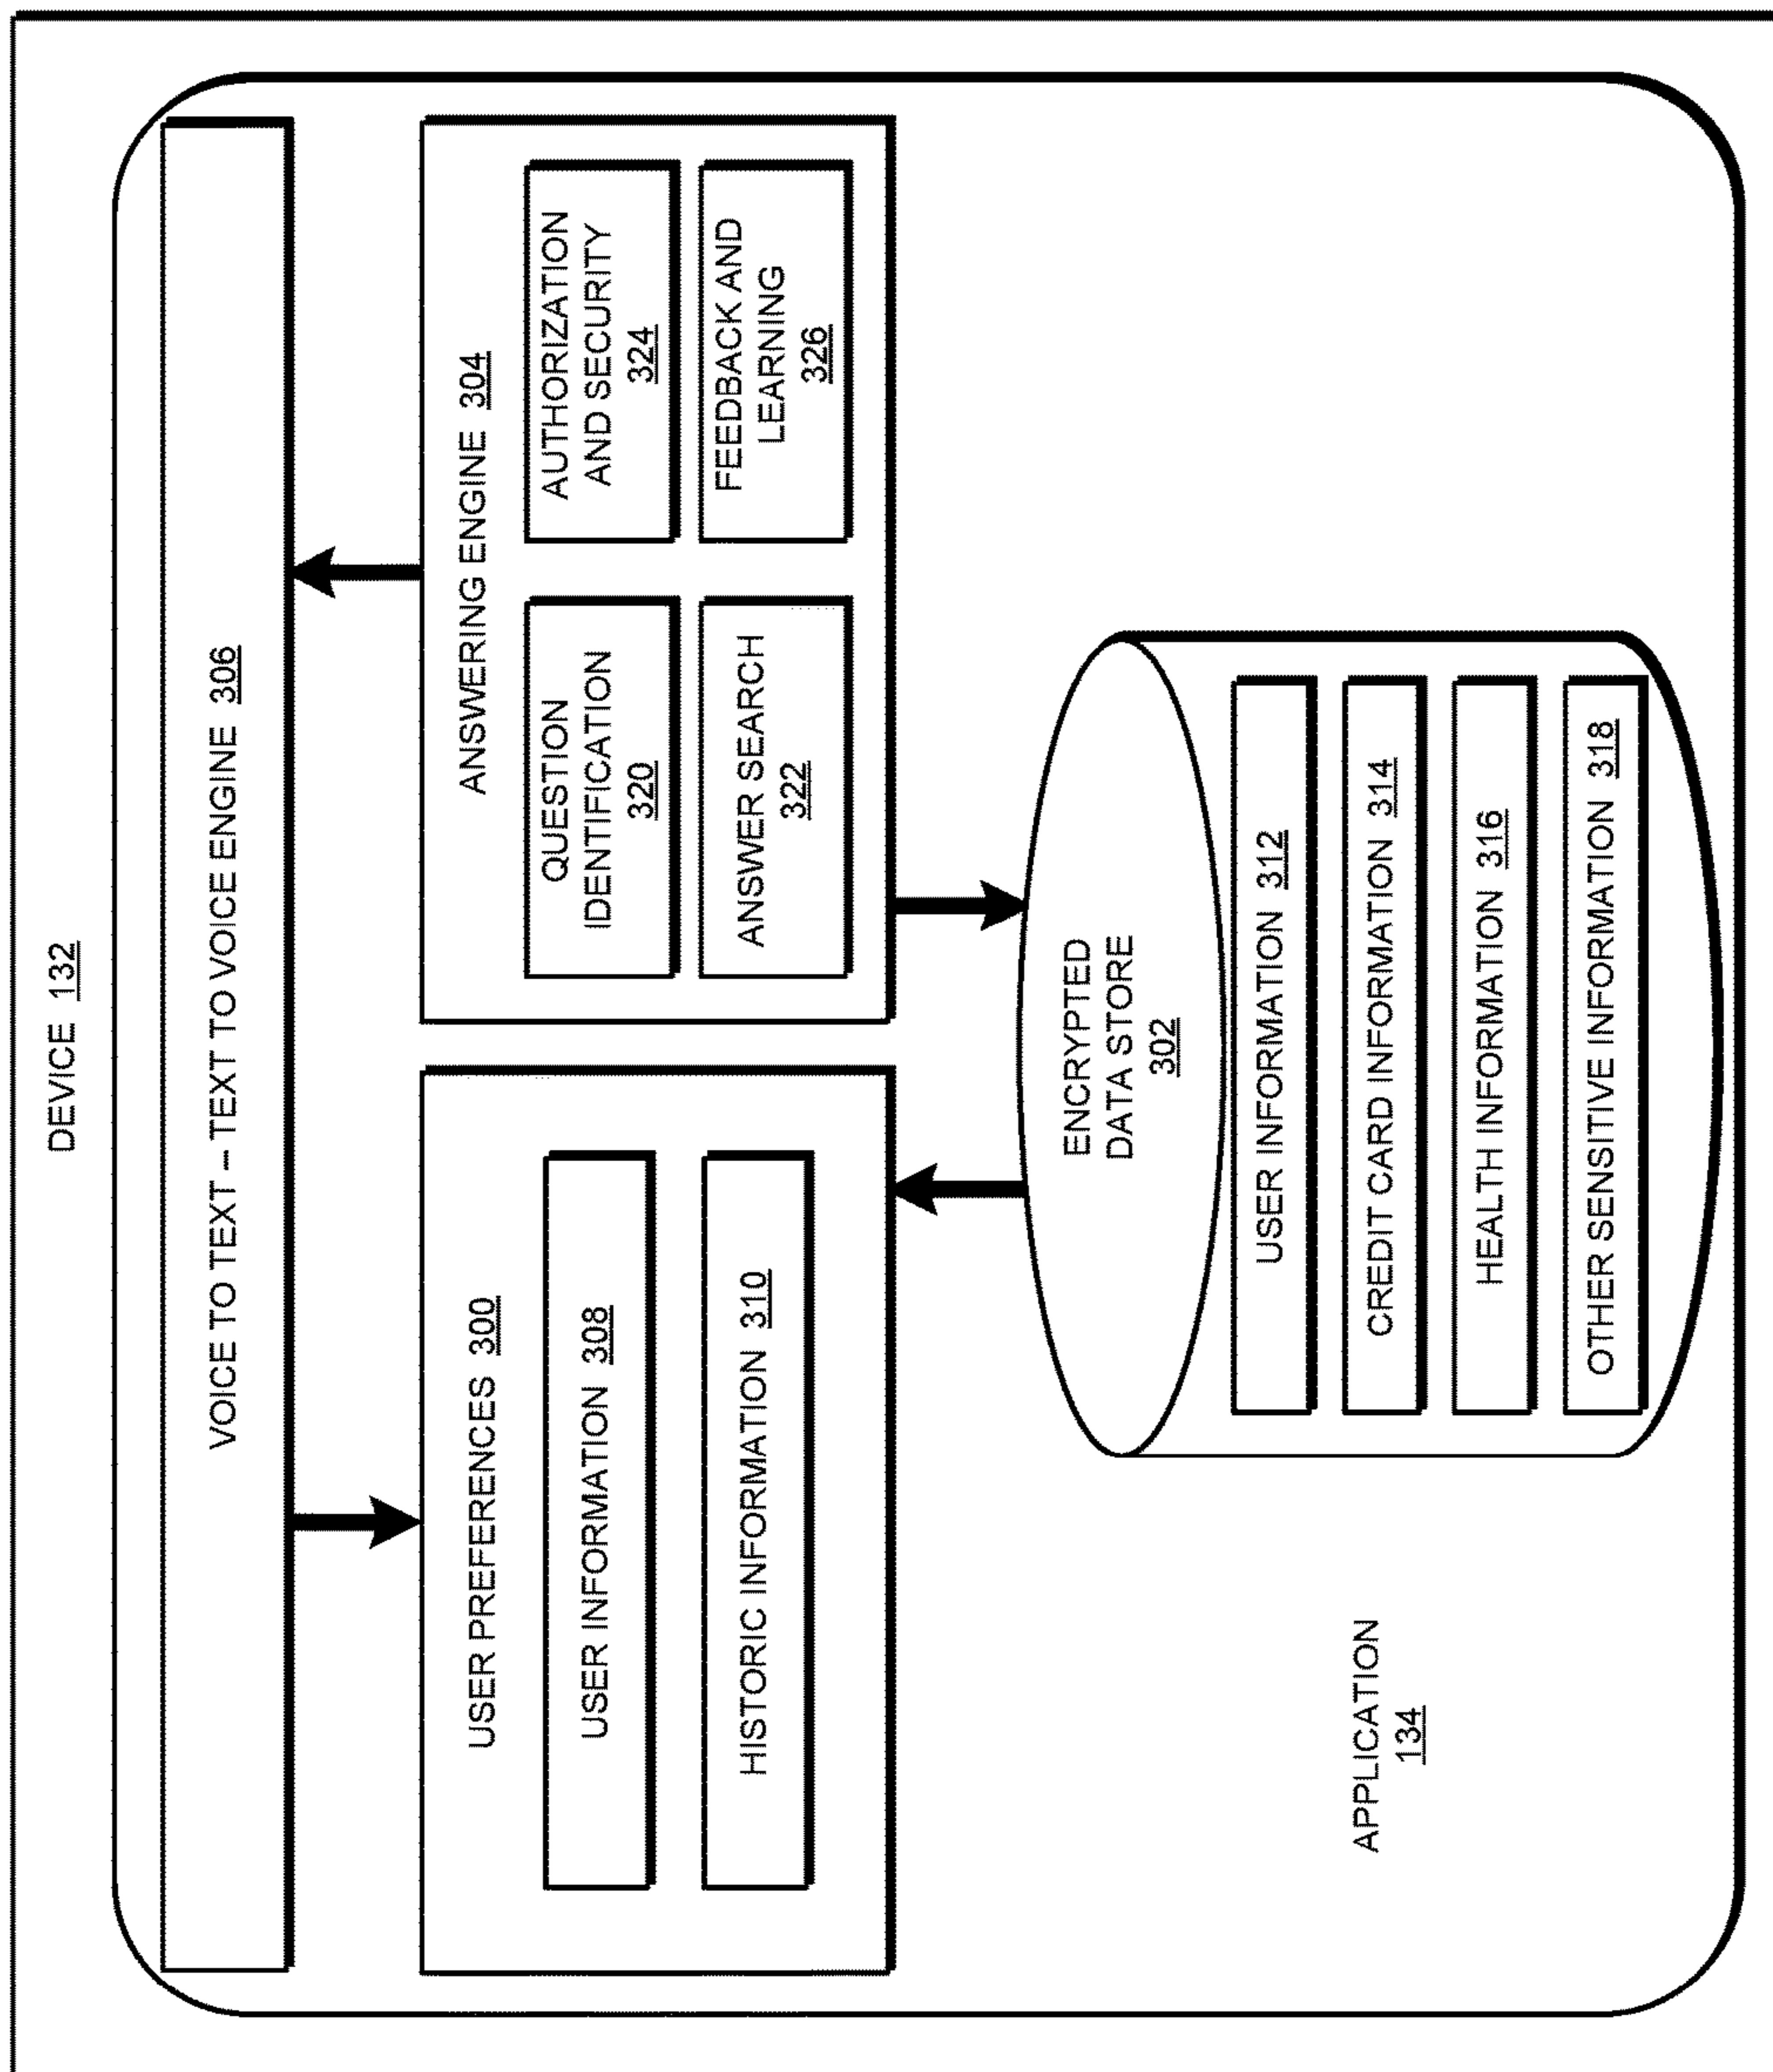 DEVICE 132
VOICE TO TEXT – TEXT TO VOICE ENGINE 306
USER PREFERENCES 300
USER INFORMATION 308
HISTORIC INFORMATION 310
ANSWERING ENGINE 304
QUESTION
IDENTIFICATION
320
AUTHORIZATION
AND SECURITY
324
ANSWER SEARCH
322
FEEDBACK AND
LEARNING
326
ENCRYPTED
DATA STORE
302
USER INFORMATION 312
CREDIT CARD INFORMATION 314
HEALTH INFORMATION 316
OTHER SENSITIVE INFORMATION 318
APPLICATION
134